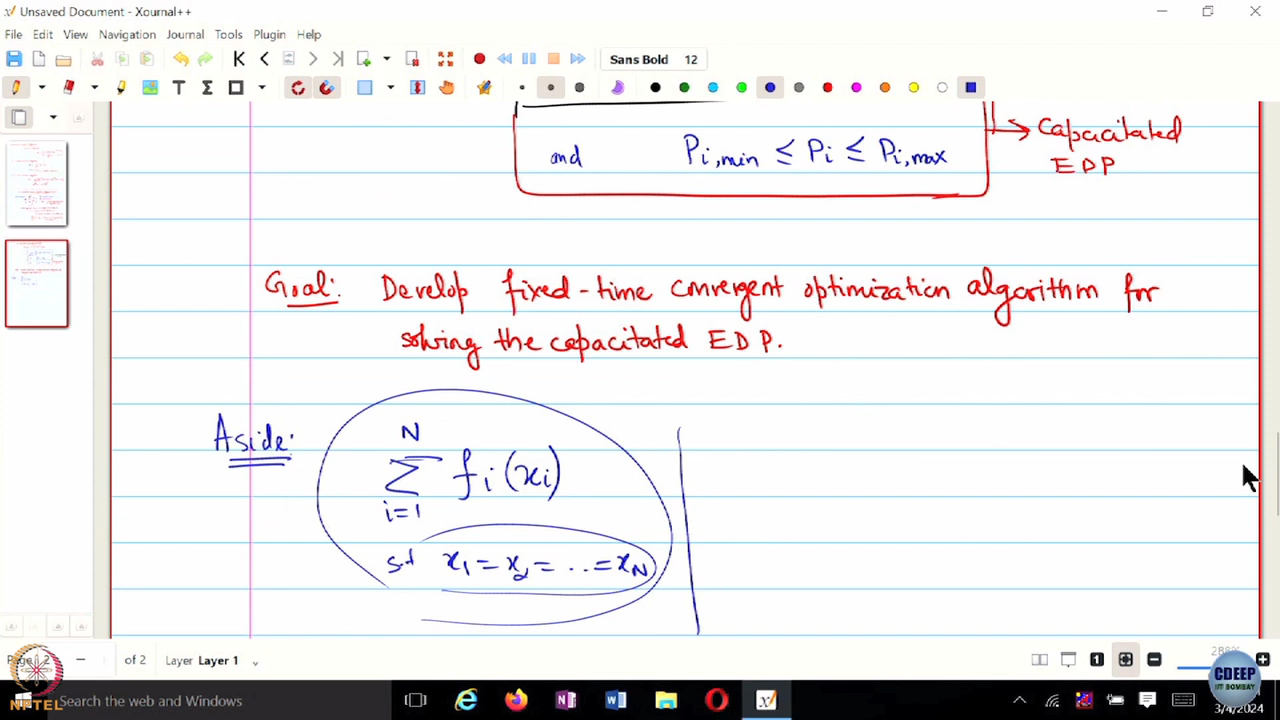 Unsaved Document - Xournal++
File Edit View Navigation Journal Tools Plugin Help
Sans Bold 12
and Pi,min ≤ Pi ≤ Pi,max
Capacitated
EDP
Goal: Develop fixed-time convergent optimization algorithm for
solving the capacitated EDP.
Aside:
N
∑ fi(xi)
i=1
s.t x1 = x2 = ... = xN
of 2 Layer Layer 1
288%
NPTEL
CDEEP
IIT BOMBAY
Search the web and Windows
3/4/2024